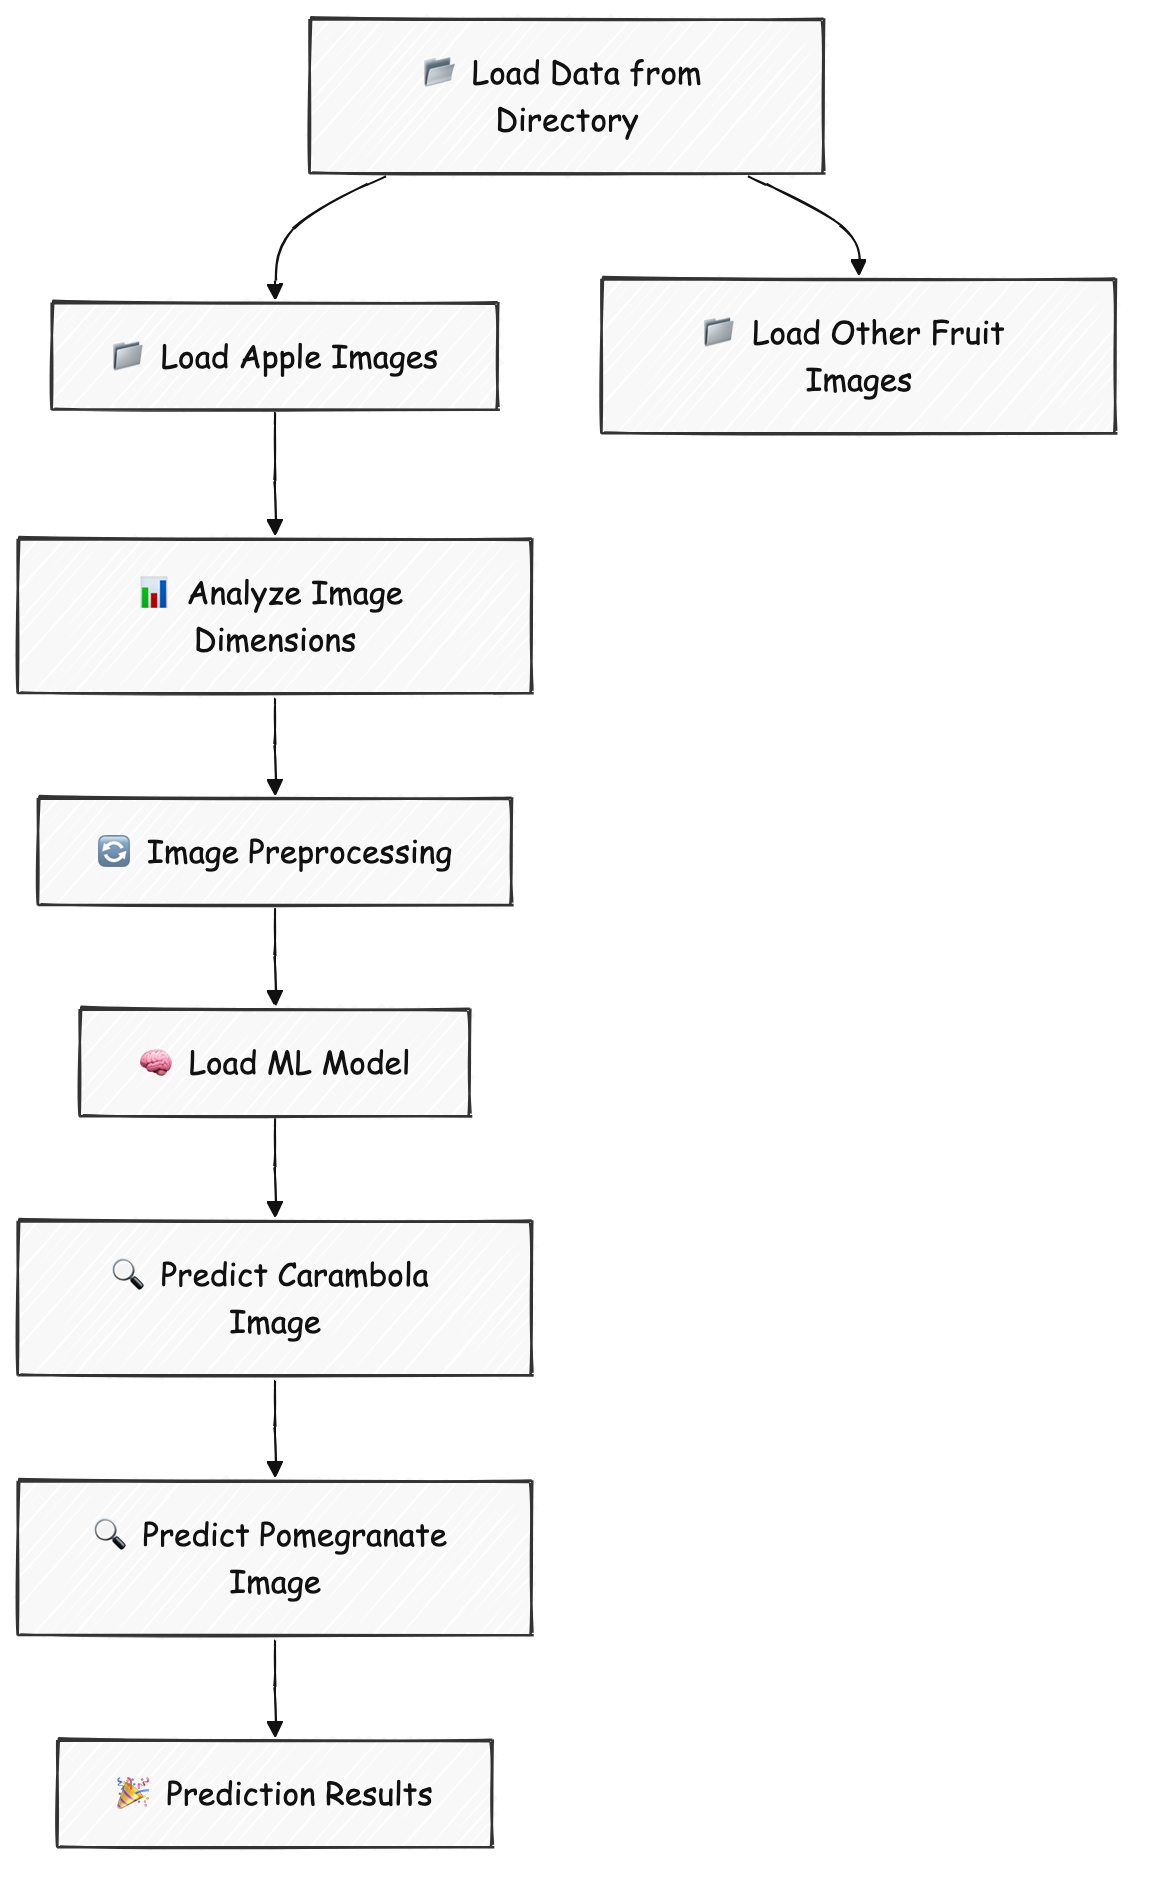 Load Data from
Directory
Load Apple Images
Load Other Fruit
Images
Analyze Image
Dimensions
Image Preprocessing
Load ML Model
Predict Carambola
Image
Predict Pomegranate
Image
Prediction Results